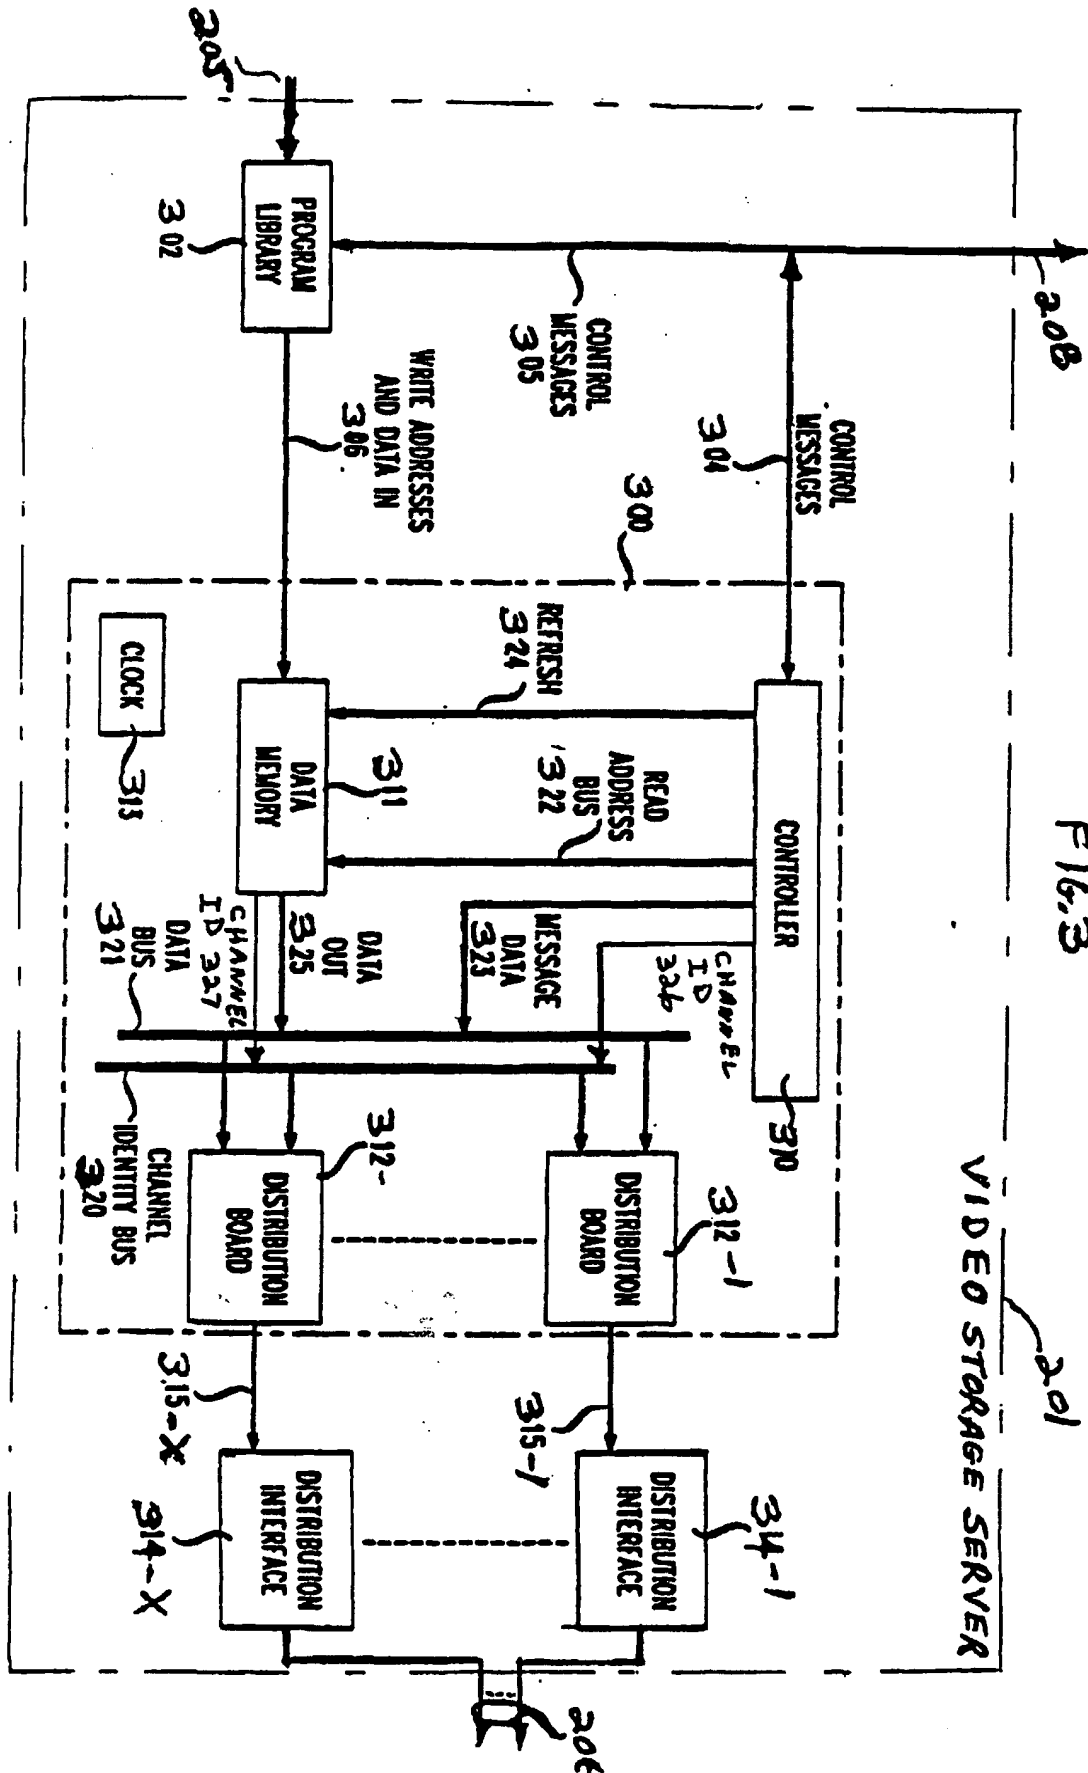 FIG.3
VIDEO STORAGE SERVER
201
208
CONTROL
MESSAGES
304
CONTROL
MESSAGES
305
205
PROGRAM
LIBRARY
302
WRITE ADDRESSES
AND DATA IN
306
300
CONTROLLER
310
REFRESH
324
READ
ADDRESS
BUS
322
MESSAGE
DATA
323
CHANNEL
ID
326
DATA
MEMORY
311
CLOCK
313
DATA
OUT
325
CHANNEL
ID 327
DATA
BUS
321
CHANNEL
IDENTITY BUS
320
DISTRIBUTION
BOARD
312-1
DISTRIBUTION
BOARD
312-
315-1
315-X
DISTRIBUTION
INTERFACE
314-1
DISTRIBUTION
INTERFACE
314-X